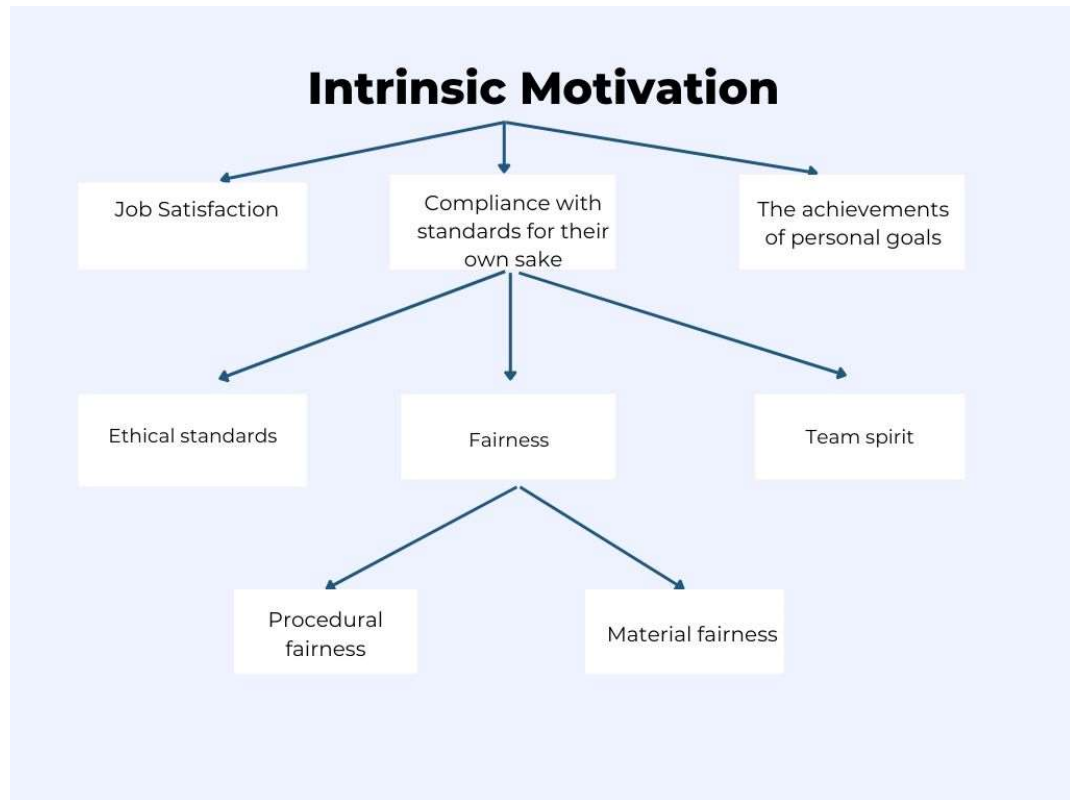 Intrinsic Motivation
Job Satisfaction
Compliance with
standards for their
own sake
The achievements
of personal goals
Ethical standards
Fairness
Team spirit
Procedural
fairness
Material fairness